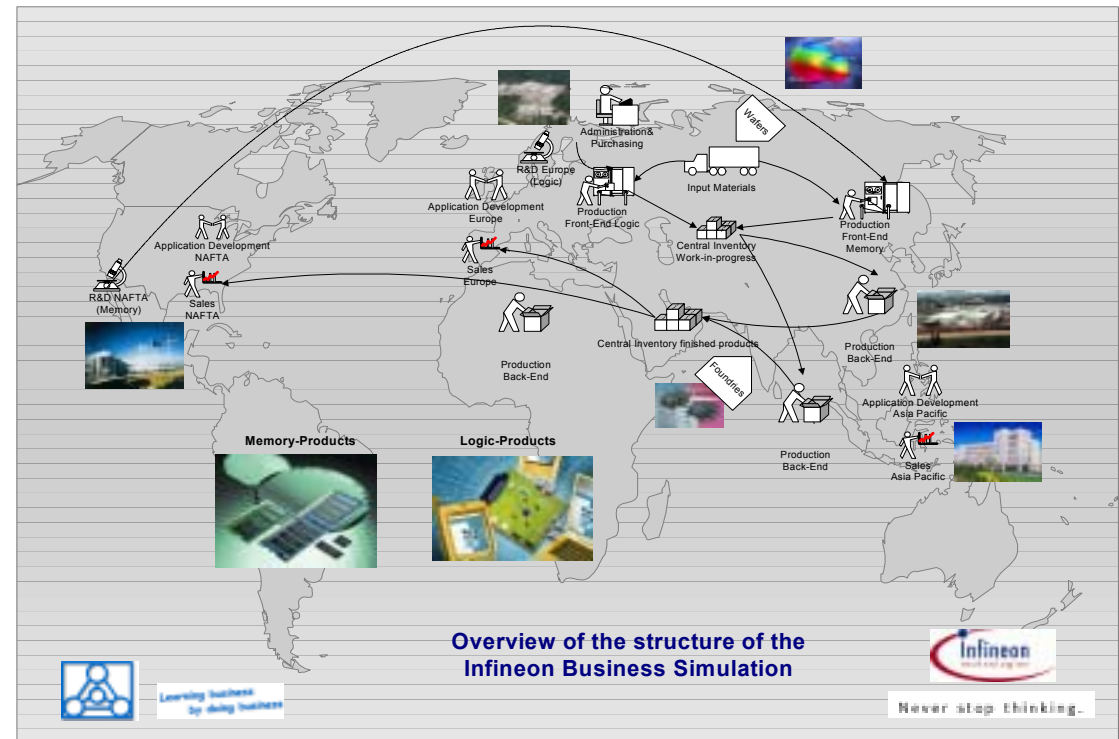 Wafers
Administration&
Purchasing
R&D Europe
(Logic)
Input Materials
Application Development
Europe
Production
Front-End Logic
Production
Front-End
Memory
Application Development
NAFTA
Central Inventory
Work-in-progress
Sales
Europe
R&D NAFTA
(Memory)
Sales
NAFTA
Central Inventory finished products
Production
Back-End
Production
Back-End
Foundries
Application Development
Asia Pacific
Memory-Products
Logic-Products
Production
Back-End
Sales
Asia Pacific
Overview of the structure of the
Infineon Business Simulation
Infineon
Learning business
by doing business
Never stop thinking.